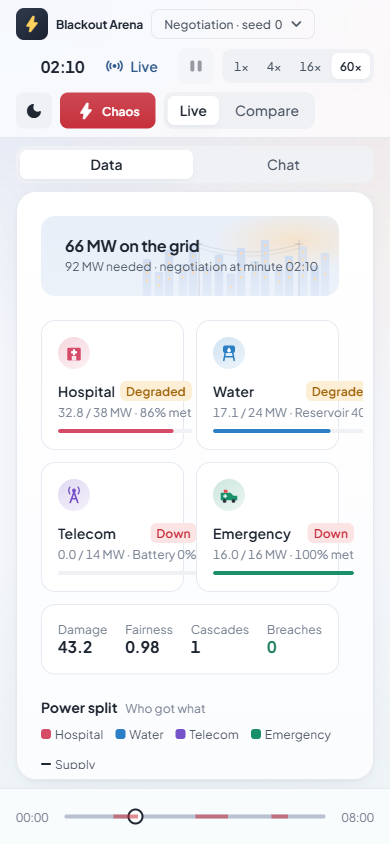 Blackout Arena
Negotiation · seed 0
02:10
Live
1×
4×
16×
60×
Chaos
Live
Compare
Data
Chat
66 MW on the grid
92 MW needed · negotiation at minute 02:10
Hospital
Degraded
32.8 / 38 MW · 86% met
Water
Degrade
17.1 / 24 MW · Reservoir 40
Telecom
Down
0.0 / 14 MW · Battery 0%
Emergency
Down
16.0 / 16 MW · 100% met
Damage
Fairness
Cascades
Breaches
43.2
0.98
1
0
Power split
Who got what
Hospital
Water
Telecom
Emergency
Supply
00:00
08:00